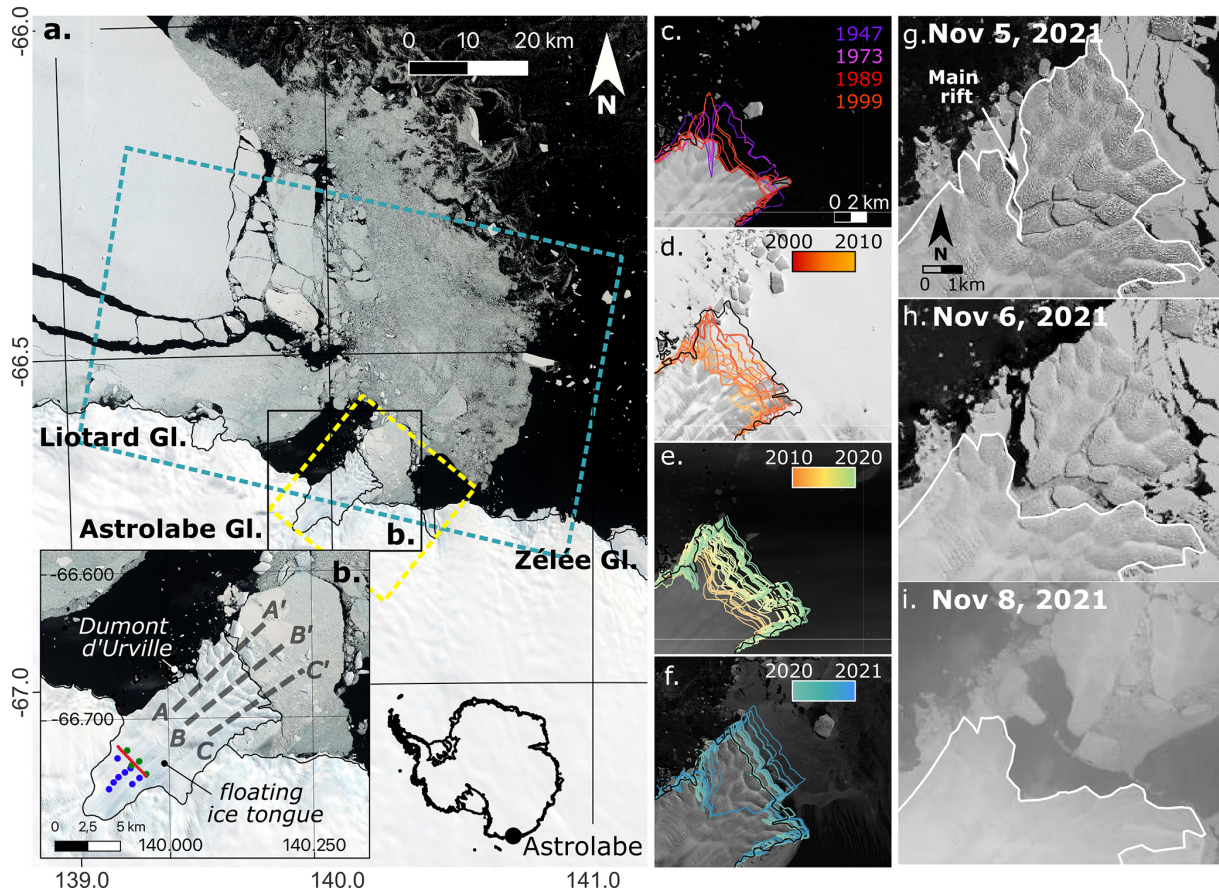 a.
-66.0
0 10 20 km
N
-66.5
Liotard Gl.
Astrolabe Gl.
b.
Zélée Gl.
-67.0
139.0
140.0
141.0
b.
-66.600
Dumont
d'Urville
A'
B'
C'
A
B
C
-66.700
floating
ice tongue
0 2,5 5 km
140.000
140.250
Astrolabe
c.
1947
1973
1989
1999
0 2 km
d.
2000 2010
e.
2010 2020
f.
2020 2021
g. Nov 5, 2021
Main
rift
N
0 1km
h. Nov 6, 2021
i. Nov 8, 2021